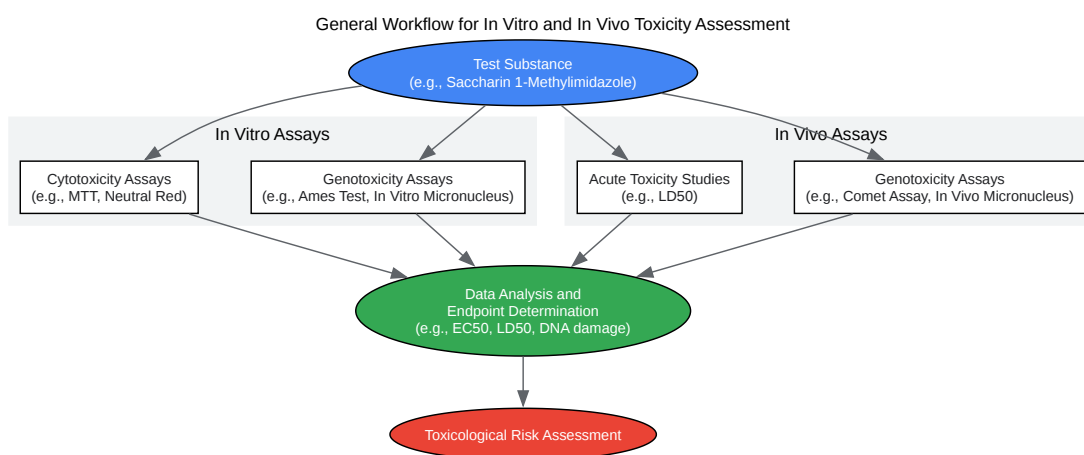 General Workflow for In Vitro and In Vivo Toxicity Assessment
Test Substance
(e.g., Saccharin 1-Methylimidazole)
In Vitro Assays
In Vivo Assays
Cytotoxicity Assays
(e.g., MTT, Neutral Red)
Genotoxicity Assays
(e.g., Ames Test, In Vitro Micronucleus)
Acute Toxicity Studies
(e.g., LD50)
Genotoxicity Assays
(e.g., Comet Assay, In Vivo Micronucleus)
Data Analysis and
Endpoint Determination
(e.g., EC50, LD50, DNA damage)
Toxicological Risk Assessment